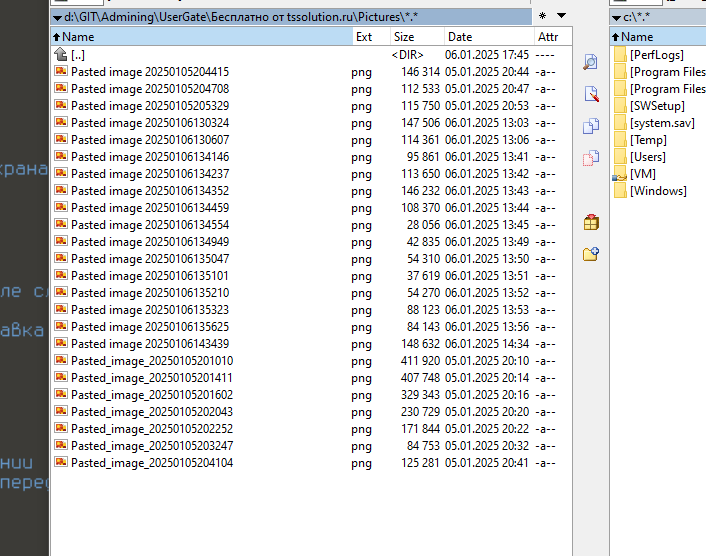 d:\GIT\Admining\UserGate\Бесплатно от tssolution.ru\Pictures\*.*
Name Ext Size Date Attr
[..] <DIR> 06.01.2025 17:45 ----
Pasted image 20250105204415 png 146 314 05.01.2025 20:44 -a--
Pasted image 20250105204708 png 112 533 05.01.2025 20:47 -a--
Pasted image 20250105205329 png 115 750 05.01.2025 20:53 -a--
Pasted image 20250106130324 png 147 506 06.01.2025 13:03 -a--
Pasted image 20250106130607 png 114 361 06.01.2025 13:06 -a--
Pasted image 20250106134146 png 95 861 06.01.2025 13:41 -a--
Pasted image 20250106134237 png 113 650 06.01.2025 13:42 -a--
Pasted image 20250106134352 png 146 232 06.01.2025 13:43 -a--
Pasted image 20250106134459 png 108 370 06.01.2025 13:44 -a--
Pasted image 20250106134554 png 28 056 06.01.2025 13:45 -a--
Pasted image 20250106134949 png 42 835 06.01.2025 13:49 -a--
Pasted image 20250106135047 png 54 310 06.01.2025 13:50 -a--
Pasted image 20250106135101 png 37 619 06.01.2025 13:51 -a--
Pasted image 20250106135210 png 54 270 06.01.2025 13:52 -a--
Pasted image 20250106135323 png 88 123 06.01.2025 13:53 -a--
Pasted image 20250106135625 png 84 143 06.01.2025 13:56 -a--
Pasted image 20250106143439 png 148 632 06.01.2025 14:34 -a--
Pasted_image_20250105201010 png 411 920 05.01.2025 20:10 -a--
Pasted_image_20250105201411 png 407 748 05.01.2025 20:14 -a--
Pasted_image_20250105201602 png 329 343 05.01.2025 20:16 -a--
Pasted_image_20250105202043 png 230 729 05.01.2025 20:20 -a--
Pasted_image_20250105202252 png 171 844 05.01.2025 20:22 -a--
Pasted_image_20250105203247 png 84 753 05.01.2025 20:32 -a--
Pasted_image_20250105204104 png 125 281 05.01.2025 20:41 -a--
c:\*.*
Name
[PerfLogs]
[Program Files
[Program Files
[SWSetup]
[system.sav]
[Temp]
[Users]
[VM]
[Windows]
крана
ле сл
авка
нии
перед